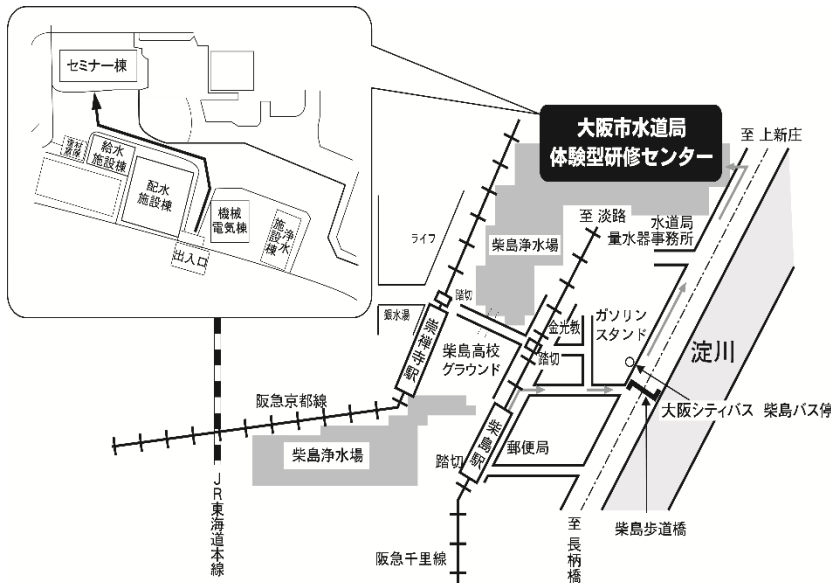 セミナー棟
給水
施設棟
配水
施設棟
機械
電気棟
浄水
施設棟
出入口
大阪市水道局
体験型研修センター
至 上新庄
至 淡路
水道局
量水器事務所
ライフ
柴島浄水場
踏切
銀水湯
崇禅寺駅
柴島高校
グラウンド
金光教
踏切
ガソリン
スタンド
淀川
大阪シティバス 柴島バス停
阪急京都線
柴島浄水場
踏切
柴島駅
郵便局
柴島歩道橋
至 長柄橋
阪急千里線
JR東海道本線